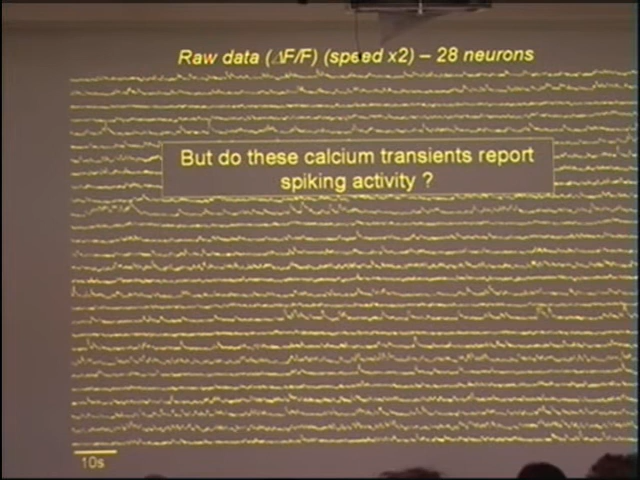 Raw data (ΔF/F) (speed x2) – 28 neurons
But do these calcium transients report
spiking activity ?
10s